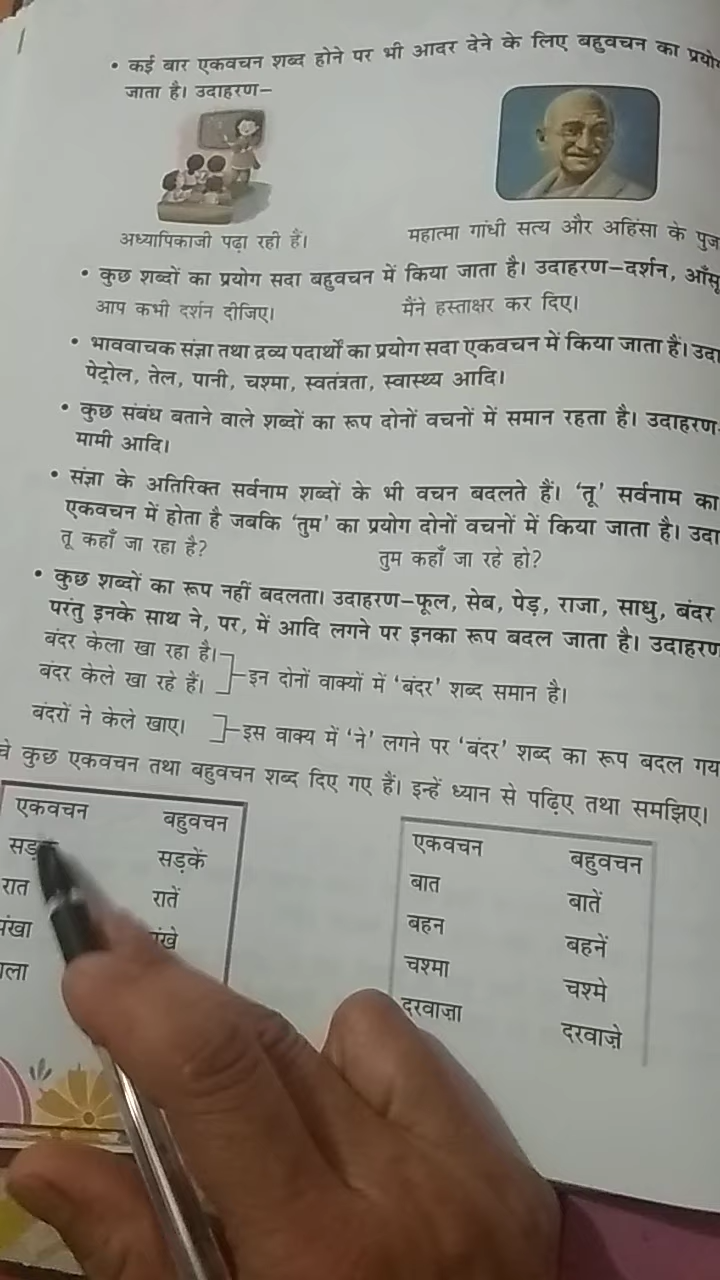 • कई बार एकवचन शब्द होने पर भी आदर देने के लिए बहुवचन का
जाता है। उदाहरण–
अध्यापिकाजी पढ़ा रही हैं।
महात्मा गांधी सत्य और अहिंसा के
• कुछ शब्दों का प्रयोग सदा बहुवचन में किया जाता है। उदाहरण–दर्शन, आँसू
आप कभी दर्शन दीजिए।
मैंने हस्ताक्षर कर दिए।
• भाववाचक संज्ञा तथा द्रव्य पदार्थों का प्रयोग सदा एकवचन में किया जाता हैं।
पेट्रोल, तेल, पानी, चश्मा, स्वतंत्रता, स्वास्थ्य आदि।
• कुछ संबंध बताने वाले शब्दों का रूप दोनों वचनों में समान रहता है। उदाहरण
मामी आदि।
• संज्ञा के अतिरिक्त सर्वनाम शब्दों के भी वचन बदलते हैं। ‘तू’ सर्वनाम का
एकवचन में होता है जबकि ‘तुम’ का प्रयोग दोनों वचनों में किया जाता है।
तू कहाँ जा रहा है?
तुम कहाँ जा रहे हो?
• कुछ शब्दों का रूप नहीं बदलता। उदाहरण–फूल, सेब, पेड़, राजा, साधु, बंदर
परंतु इनके साथ ने, पर, में आदि लगने पर इनका रूप बदल जाता है। उदाहरण
बंदर केला खा रहा है।
बंदर केले खा रहे हैं।
इन दोनों वाक्यों में ‘बंदर’ शब्द समान है।
बंदरों ने केले खाए।
इस वाक्य में ‘ने’ लगने पर ‘बंदर’ शब्द का रूप बदल
कुछ एकवचन तथा बहुवचन शब्द दिए गए हैं। इन्हें ध्यान से पढ़िए तथा समझिए।
एकवचन बहुवचन
सड़कें
रात रातें
एकवचन बहुवचन
बात बातें
बहन बहनें
चश्मा चश्मे
दरवाज़ा दरवाज़े